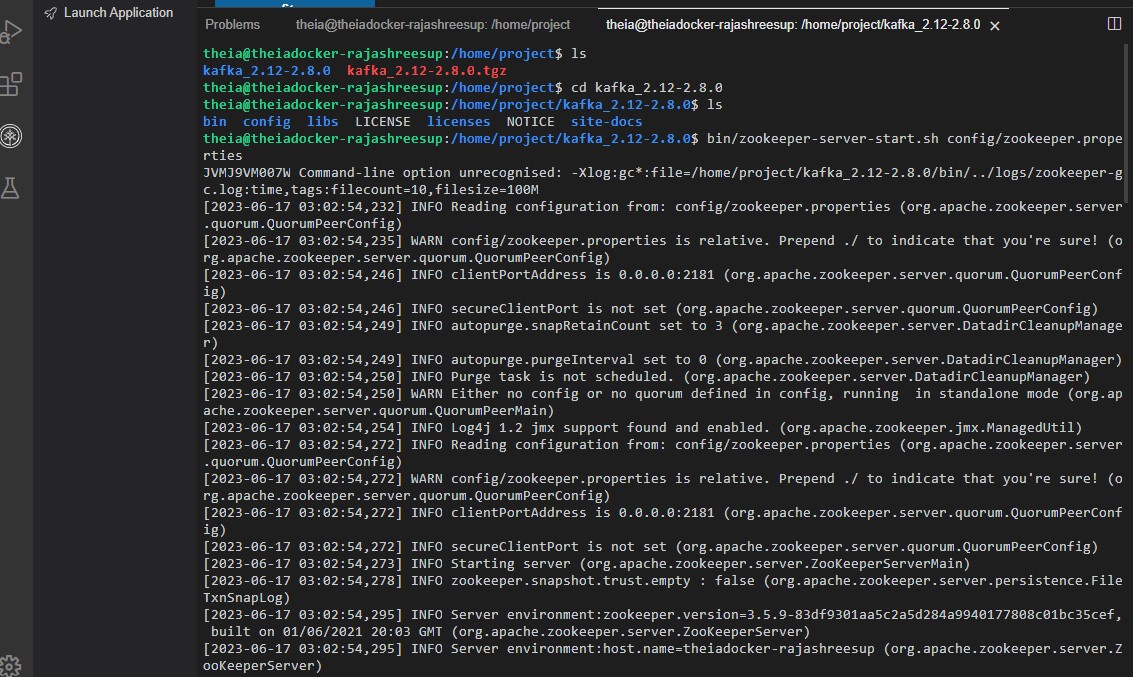 Launch Application
Problems theia@theiadocker-rajashreesup: /home/project theia@theiadocker-rajashreesup: /home/project/kafka_2.12-2.8.0
theia@theiadocker-rajashreesup:/home/project$ ls
kafka_2.12-2.8.0  kafka_2.12-2.8.0.tgz
theia@theiadocker-rajashreesup:/home/project$ cd kafka_2.12-2.8.0
theia@theiadocker-rajashreesup:/home/project/kafka_2.12-2.8.0$ ls
bin  config  libs  LICENSE  licenses  NOTICE  site-docs
theia@theiadocker-rajashreesup:/home/project/kafka_2.12-2.8.0$ bin/zookeeper-server-start.sh config/zookeeper.prope
rties
JVMJ9VM007W Command-line option unrecognised: -Xlog:gc*:file=/home/project/kafka_2.12-2.8.0/bin/../logs/zookeeper-g
c.log:time,tags:filecount=10,filesize=100M
[2023-06-17 03:02:54,232] INFO Reading configuration from: config/zookeeper.properties (org.apache.zookeeper.server
.quorum.QuorumPeerConfig)
[2023-06-17 03:02:54,235] WARN config/zookeeper.properties is relative. Prepend ./ to indicate that you're sure! (o
rg.apache.zookeeper.server.quorum.QuorumPeerConfig)
[2023-06-17 03:02:54,246] INFO clientPortAddress is 0.0.0.0:2181 (org.apache.zookeeper.server.quorum.QuorumPeerConf
ig)
[2023-06-17 03:02:54,246] INFO secureClientPort is not set (org.apache.zookeeper.server.quorum.QuorumPeerConfig)
[2023-06-17 03:02:54,249] INFO autopurge.snapRetainCount set to 3 (org.apache.zookeeper.server.DatadirCleanupManage
r)
[2023-06-17 03:02:54,249] INFO autopurge.purgeInterval set to 0 (org.apache.zookeeper.server.DatadirCleanupManager)
[2023-06-17 03:02:54,250] INFO Purge task is not scheduled. (org.apache.zookeeper.server.DatadirCleanupManager)
[2023-06-17 03:02:54,250] WARN Either no config or no quorum defined in config, running  in standalone mode (org.ap
ache.zookeeper.server.quorum.QuorumPeerMain)
[2023-06-17 03:02:54,254] INFO Log4j 1.2 jmx support found and enabled. (org.apache.zookeeper.jmx.ManagedUtil)
[2023-06-17 03:02:54,272] INFO Reading configuration from: config/zookeeper.properties (org.apache.zookeeper.server
.quorum.QuorumPeerConfig)
[2023-06-17 03:02:54,272] WARN config/zookeeper.properties is relative. Prepend ./ to indicate that you're sure! (o
rg.apache.zookeeper.server.quorum.QuorumPeerConfig)
[2023-06-17 03:02:54,272] INFO clientPortAddress is 0.0.0.0:2181 (org.apache.zookeeper.server.quorum.QuorumPeerConf
ig)
[2023-06-17 03:02:54,272] INFO secureClientPort is not set (org.apache.zookeeper.server.quorum.QuorumPeerConfig)
[2023-06-17 03:02:54,273] INFO Starting server (org.apache.zookeeper.server.ZooKeeperServerMain)
[2023-06-17 03:02:54,278] INFO zookeeper.snapshot.trust.empty : false (org.apache.zookeeper.server.persistence.File
TxnSnapLog)
[2023-06-17 03:02:54,295] INFO Server environment:zookeeper.version=3.5.9-83df9301aa5c2a5d284a9940177808c01bc35cef,
 built on 01/06/2021 20:03 GMT (org.apache.zookeeper.server.ZooKeeperServer)
[2023-06-17 03:02:54,295] INFO Server environment:host.name=theiadocker-rajashreesup (org.apache.zookeeper.server.Z
ooKeeperServer)